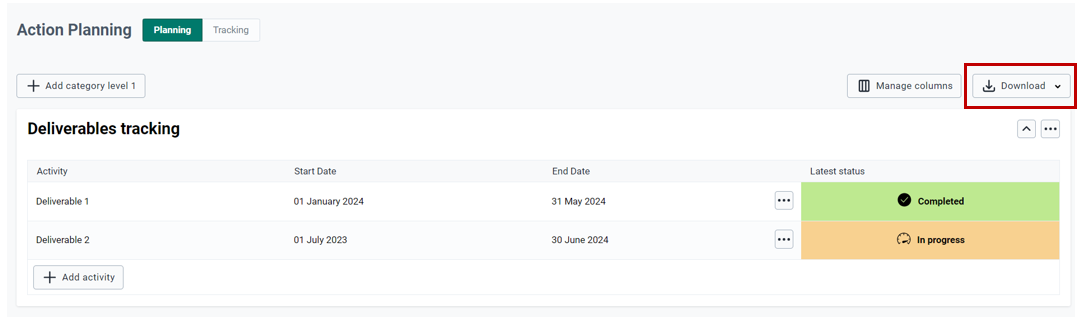 Action Planning Planning Tracking
Add category level 1 Manage columns Download
Deliverables tracking
Activity Start Date End Date Latest status
Deliverable 1 01 January 2024 31 May 2024 Completed
Deliverable 2 01 July 2023 30 June 2024 In progress
Add activity